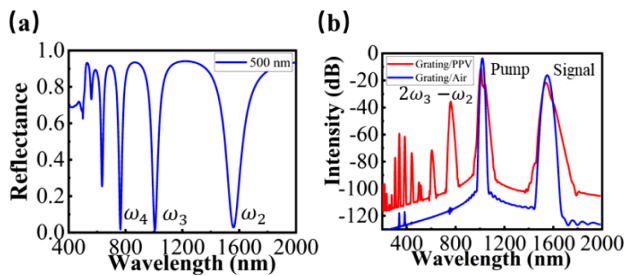 (a)
500 nm
Reflectance
1.0
0.8
0.6
0.4
0.2
0.0
ω4
ω3
ω2
400 800 1200 1600 2000
Wavelength (nm)
(b)
Grating/PPV
Grating/Air
Pump
Signal
2ω3 −ω2
Intensity (dB)
0
-20
-40
-60
-80
-100
-120
400 800 1200 1600 2000
Wavelength (nm)